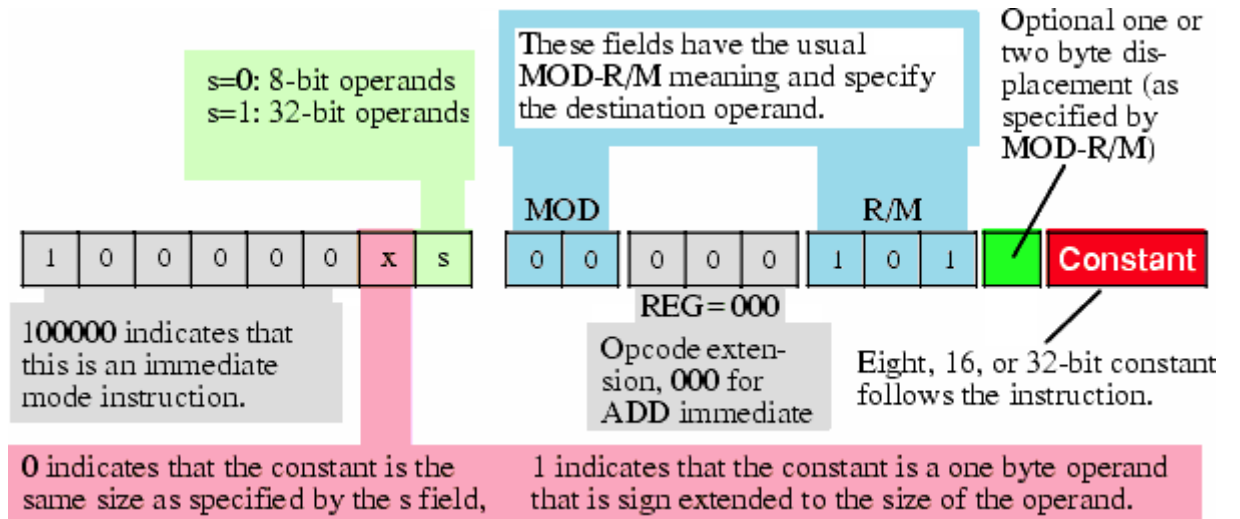 s=0: 8-bit operands
s=1: 32-bit operands
These fields have the usual
MOD-R/M meaning and specify
the destination operand.
Optional one or
two byte dis-
placement (as
specified by
MOD-R/M)
MOD
R/M
1 0 0 0 0 0 x s 0 0 0 0 0 1 0 1 Constant
100000 indicates that
this is an immediate
mode instruction.
REG=000
Opcode exten-
sion, 000 for
ADD immediate
Eight, 16, or 32-bit constant
follows the instruction.
0 indicates that the constant is the
same size as specified by the s field,
1 indicates that the constant is a one byte operand
that is sign extended to the size of the operand.